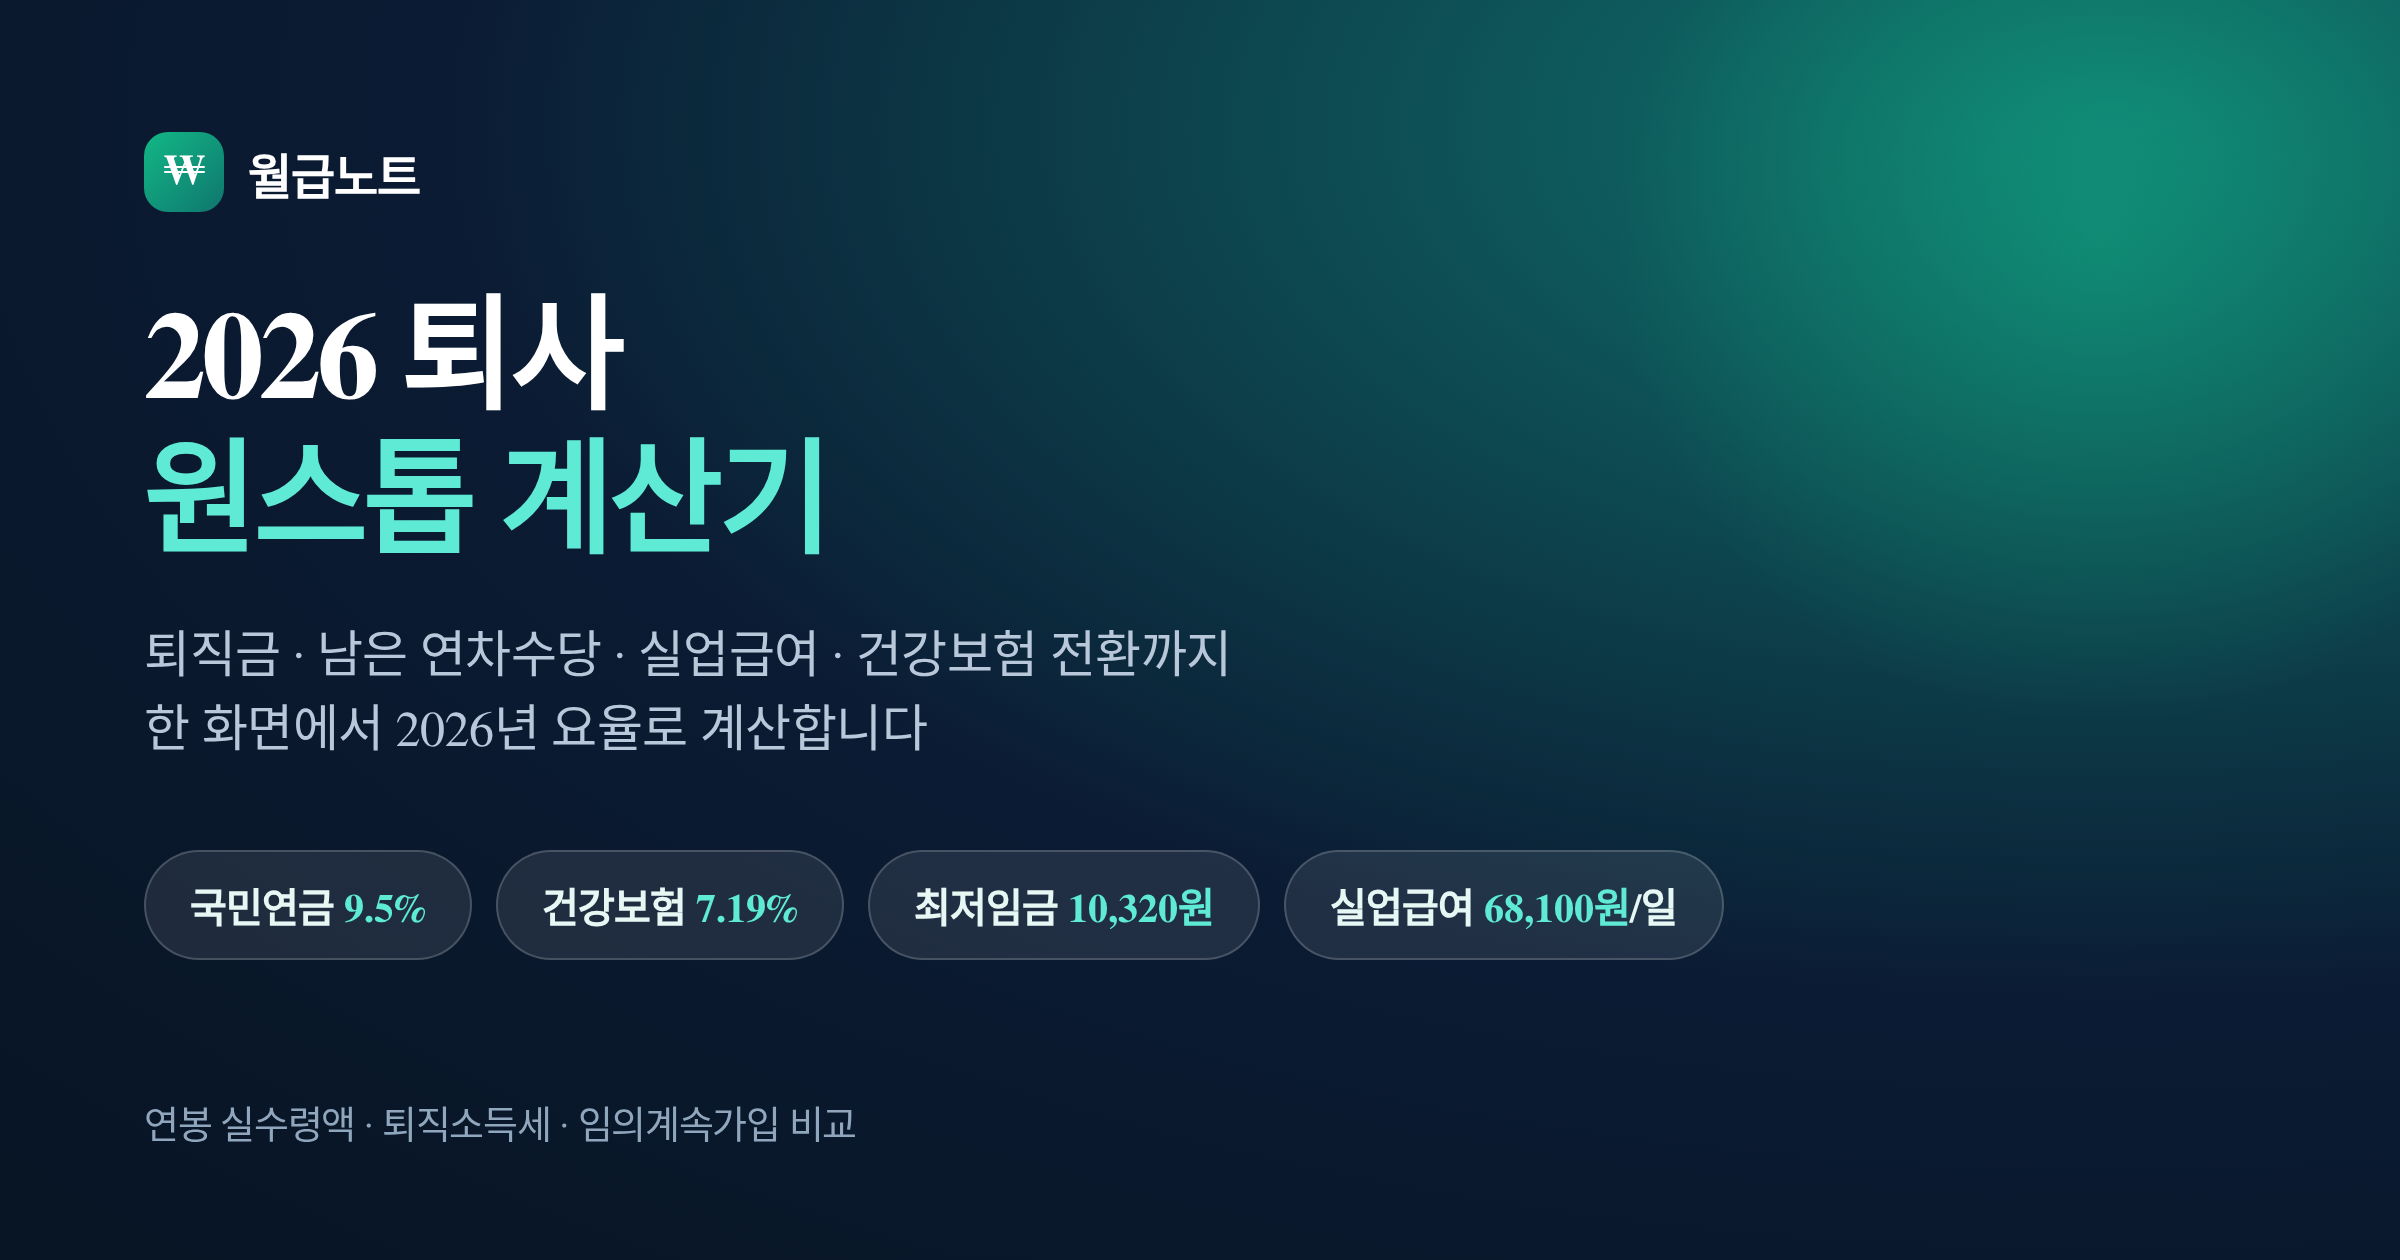 ₩ 월급노트
2026 퇴사
원스톱 계산기
퇴직금 · 남은 연차수당 · 실업급여 · 건강보험 전환까지
한 화면에서 2026년 요율로 계산합니다
국민연금 9.5% 건강보험 7.19% 최저임금 10,320원 실업급여 68,100원/일
연봉 실수령액 · 퇴직소득세 · 임의계속가입 비교